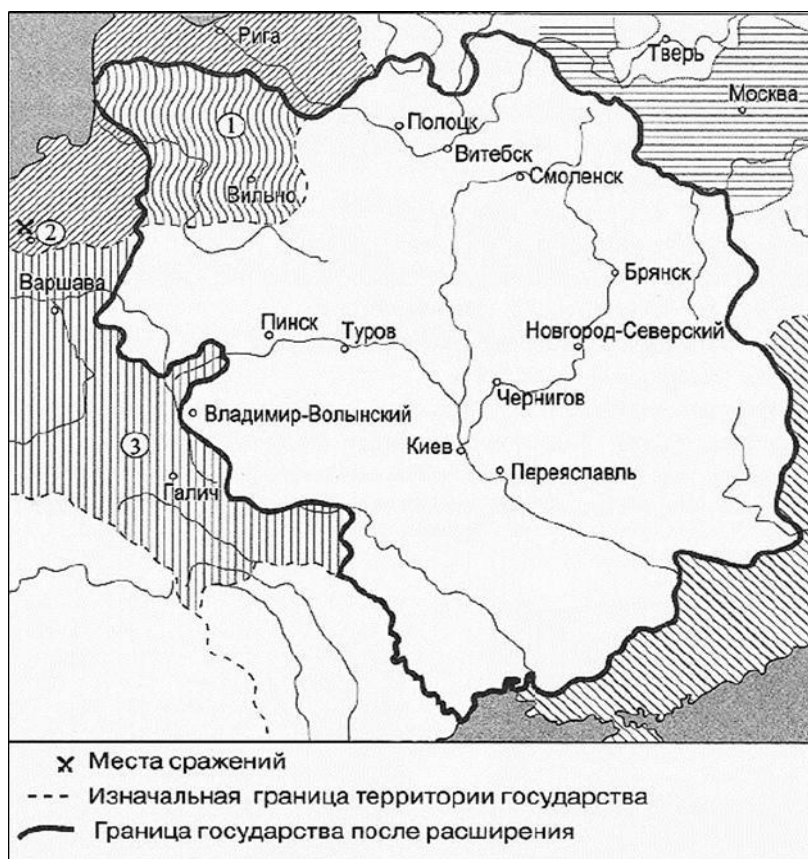 Рига
Тверь
Москва
1
Полоцк
Витебск
Вильно
Смоленск
2
Варшава
Брянск
Пинск
Туров
Новгород-Северский
Чернигов
Владимир-Волынский
3
Киев
Переяславль
Галич
Места сражений
Изначальная граница территории государства
Граница государства после расширения